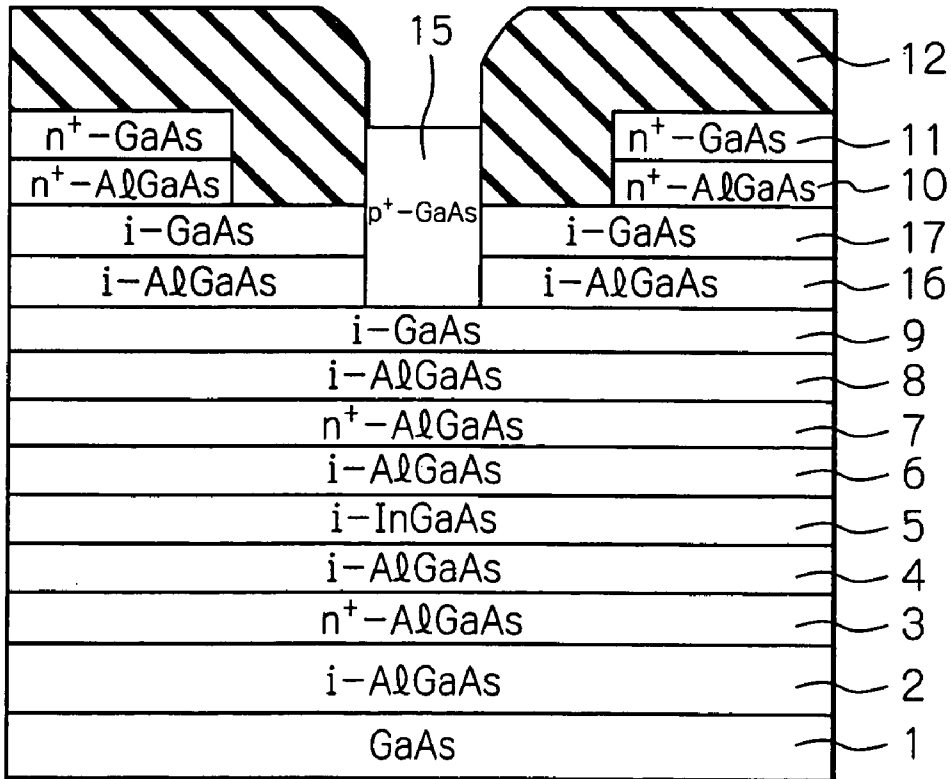 15
12
n⁺-GaAs n⁺-GaAs 11
n⁺-AlGaAs n⁺-AlGaAs 10
p⁺-GaAs
i-GaAs i-GaAs 17
i-AlGaAs i-AlGaAs 16
i-GaAs 9
i-AlGaAs 8
n⁺-AlGaAs 7
i-AlGaAs 6
i-InGaAs 5
i-AlGaAs 4
n⁺-AlGaAs 3
i-AlGaAs 2
GaAs 1